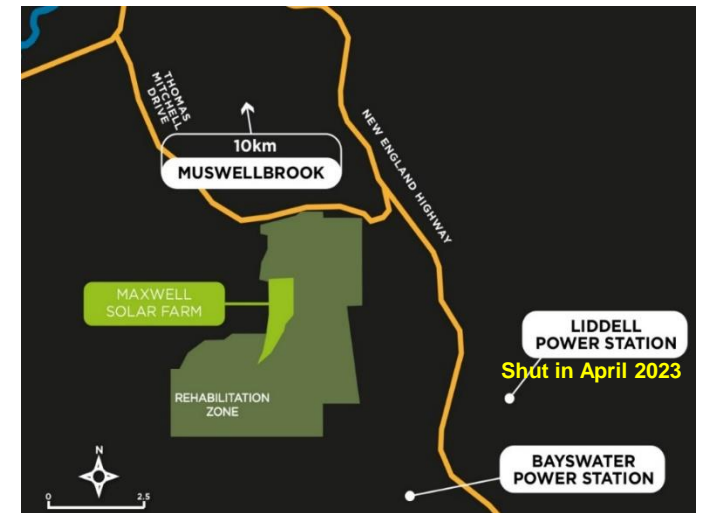 THOMAS
MITCHELL
DRIVE
10km
MUSWELLBROOK
NEW ENGLAND HIGHWAY
MAXWELL
SOLAR FARM
LIDDELL
POWER STATION
Shut in April 2023
REHABILITATION
ZONE
BAYSWATER
POWER STATION
N
0
2.5